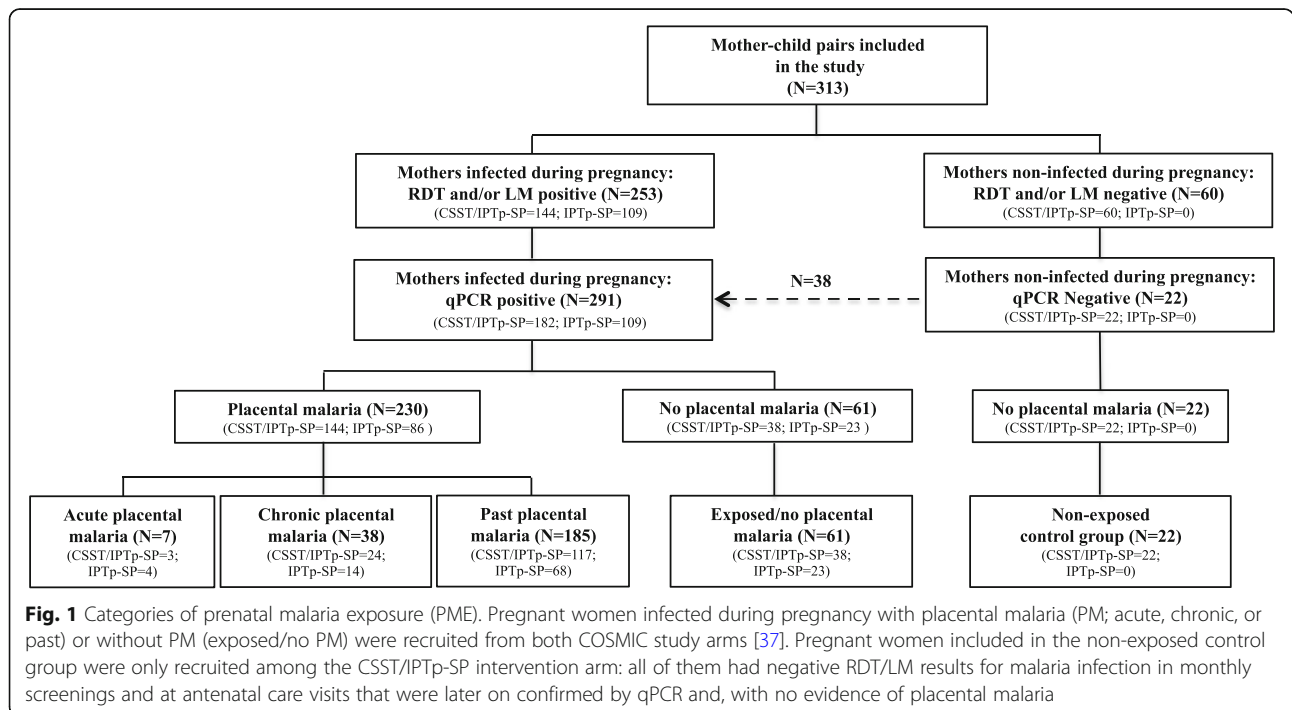 Mother-child pairs included
in the study
(N=313)
Mothers infected during pregnancy:
RDT and/or LM positive (N=253)
(CSST/IPTp-SP=144; IPTp-SP=109)
Mothers non-infected during pregnancy:
RDT and/or LM negative (N=60)
(CSST/IPTp-SP=60; IPTp-SP=0)
Mothers infected during pregnancy:
qPCR positive (N=291)
(CSST/IPTp-SP=182; IPTp-SP=109)
N=38
Mothers non-infected during pregnancy:
qPCR Negative (N=22)
(CSST/IPTp-SP=22; IPTp-SP=0)
Placental malaria (N=230)
(CSST/IPTp-SP=144; IPTp-SP=86 )
No placental malaria (N=61)
(CSST/IPTp-SP=38; IPTp-SP=23 )
No placental malaria (N=22)
(CSST/IPTp-SP=22; IPTp-SP=0)
Acute placental
malaria (N=7)
(CSST/IPTp-SP=3;
IPTp-SP=4)
Chronic placental
malaria (N=38)
(CSST/IPTp-SP=24;
IPTp-SP=14)
Past placental
malaria (N=185)
(CSST/IPTp-SP=117;
IPTp-SP=68)
Exposed/no placental
malaria (N=61)
(CSST/IPTp-SP=38;
IPTp-SP=23)
Non-exposed
control group (N=22)
(CSST/IPTp-SP=22;
IPTp-SP=0)
Fig. 1 Categories of prenatal malaria exposure (PME). Pregnant women infected during pregnancy with placental malaria (PM; acute, chronic, or
past) or without PM (exposed/no PM) were recruited from both COSMIC study arms [37]. Pregnant women included in the non-exposed control
group were only recruited among the CSST/IPTp-SP intervention arm: all of them had negative RDT/LM results for malaria infection in monthly
screenings and at antenatal care visits that were later on confirmed by qPCR and, with no evidence of placental malaria